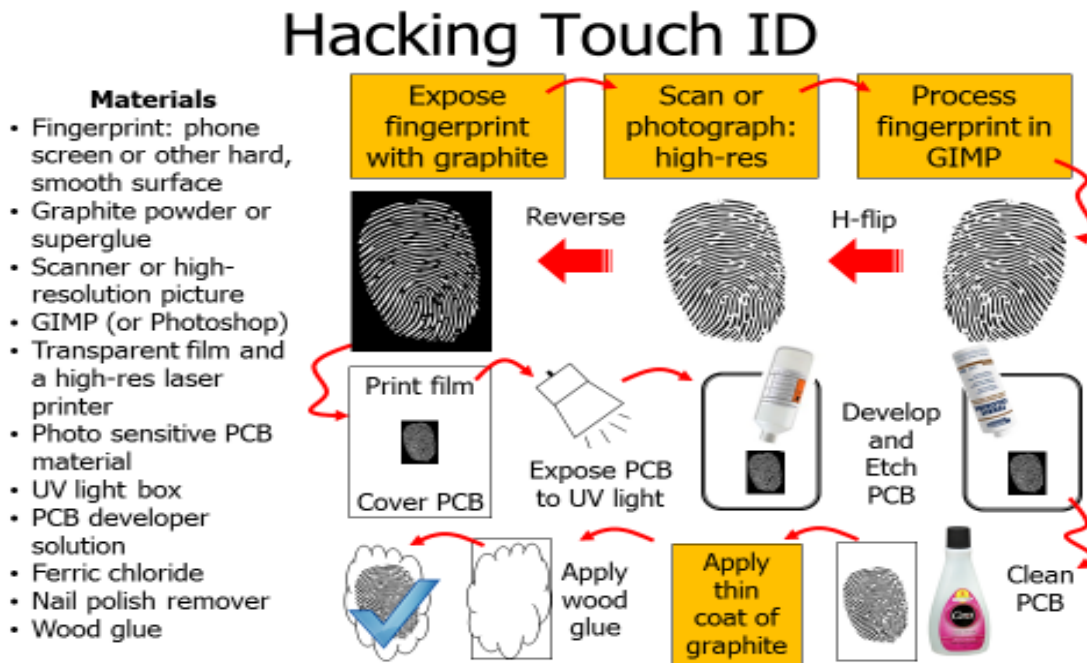 Hacking Touch ID
Materials
• Fingerprint: phone
screen or other hard,
smooth surface
• Graphite powder or
superglue
• Scanner or high-
resolution picture
• GIMP (or Photoshop)
• Transparent film and
a high-res laser
printer
• Photo sensitive PCB
material
• UV light box
• PCB developer
solution
• Ferric chloride
• Nail polish remover
• Wood glue
Expose
fingerprint
with graphite
Scan or
photograph:
high-res
Process
fingerprint in
GIMP
Reverse
H-flip
Print film
Cover PCB
Expose PCB
to UV light
Develop
and
Etch
PCB
Apply
wood
glue
Apply
thin
coat of
graphite
Cutex
Clean
PCB